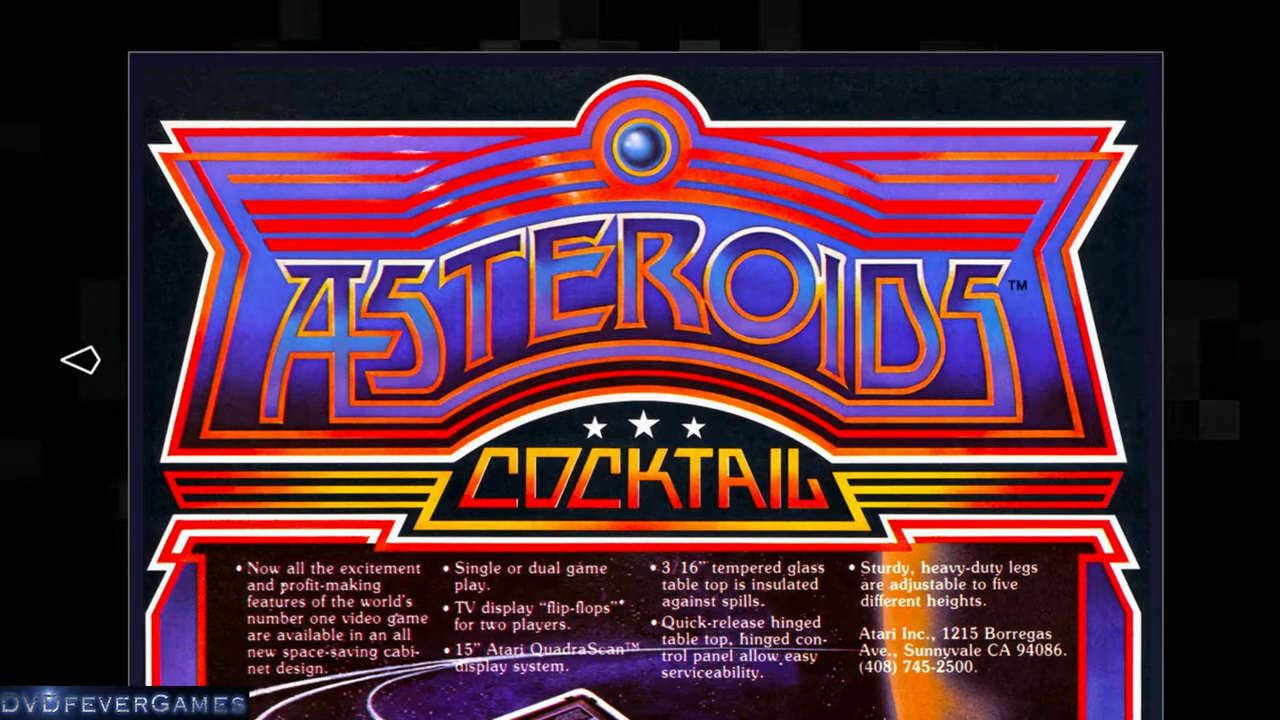 ASTEROIDS™
COCKTAIL
• Now all the excitement
and profit-making
features of the world's
number one video game
are available in an all
new space-saving cabi-
net design.
• Single or dual game
play.
• TV display "flip-flops"*
for two players.
• 15" Atari QuadraScan™
display system.
• 3/16" tempered glass
table top is insulated
against spills.
• Quick-release hinged
table top, hinged con-
trol panel allow easy
serviceability.
• Sturdy, heavy-duty legs
are adjustable to five
different heights.
Atari Inc., 1215 Borregas
Ave., Sunnyvale CA 94086.
(408) 745-2500.
DVDFEVERGAMES